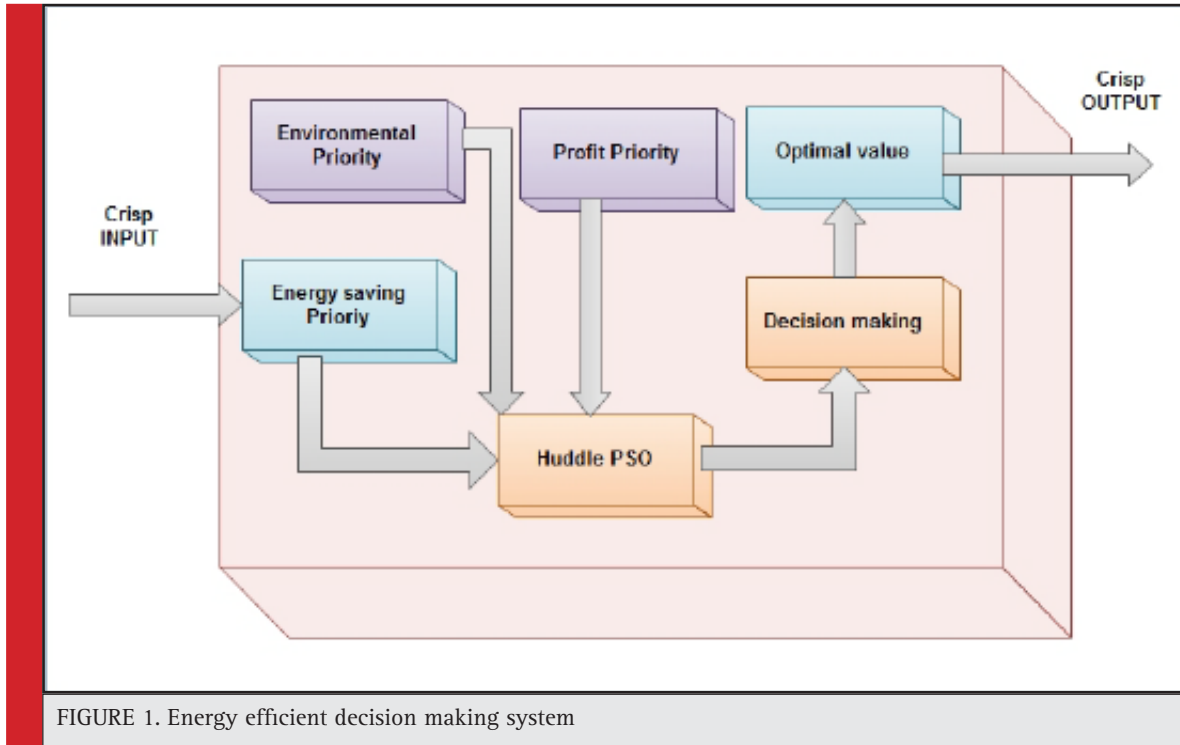 Crisp
OUTPUT
Environmental
Priority
Profit Priority
Optimal value
Crisp
INPUT
Energy saving
Prioriy
Decision making
Huddle PSO
FIGURE 1. Energy efficient decision making system